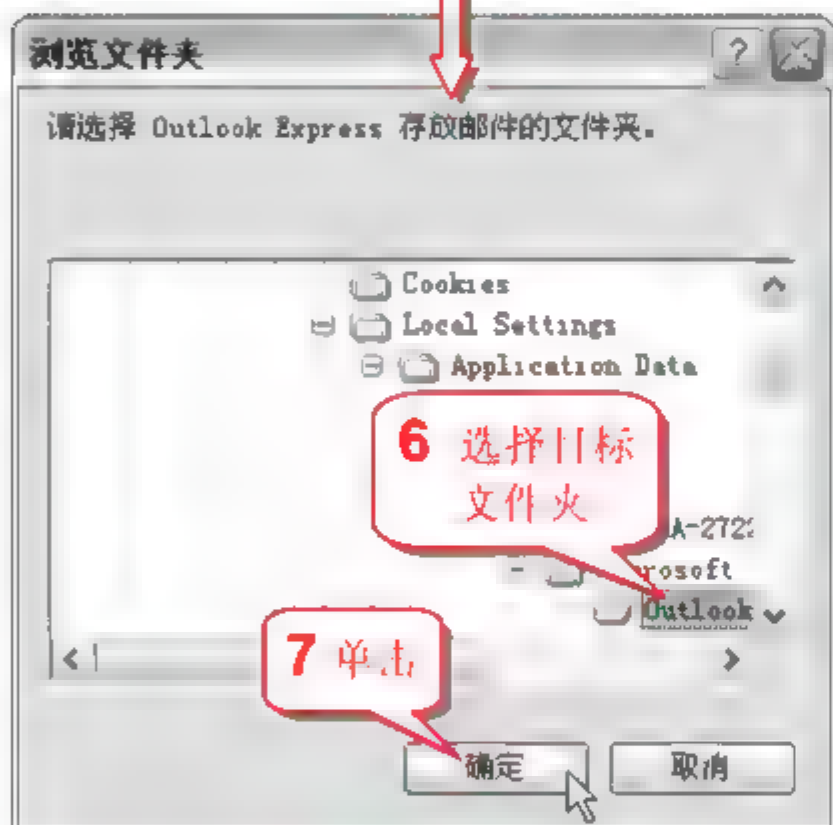 浏览文件夹
请选择 Outlook Express 存放邮件的文件夹。
Cookies
Local Settings
Application Data
6 选择目标
文件夹
A-272
rosoft
Outlook
7 单击
确定 取消